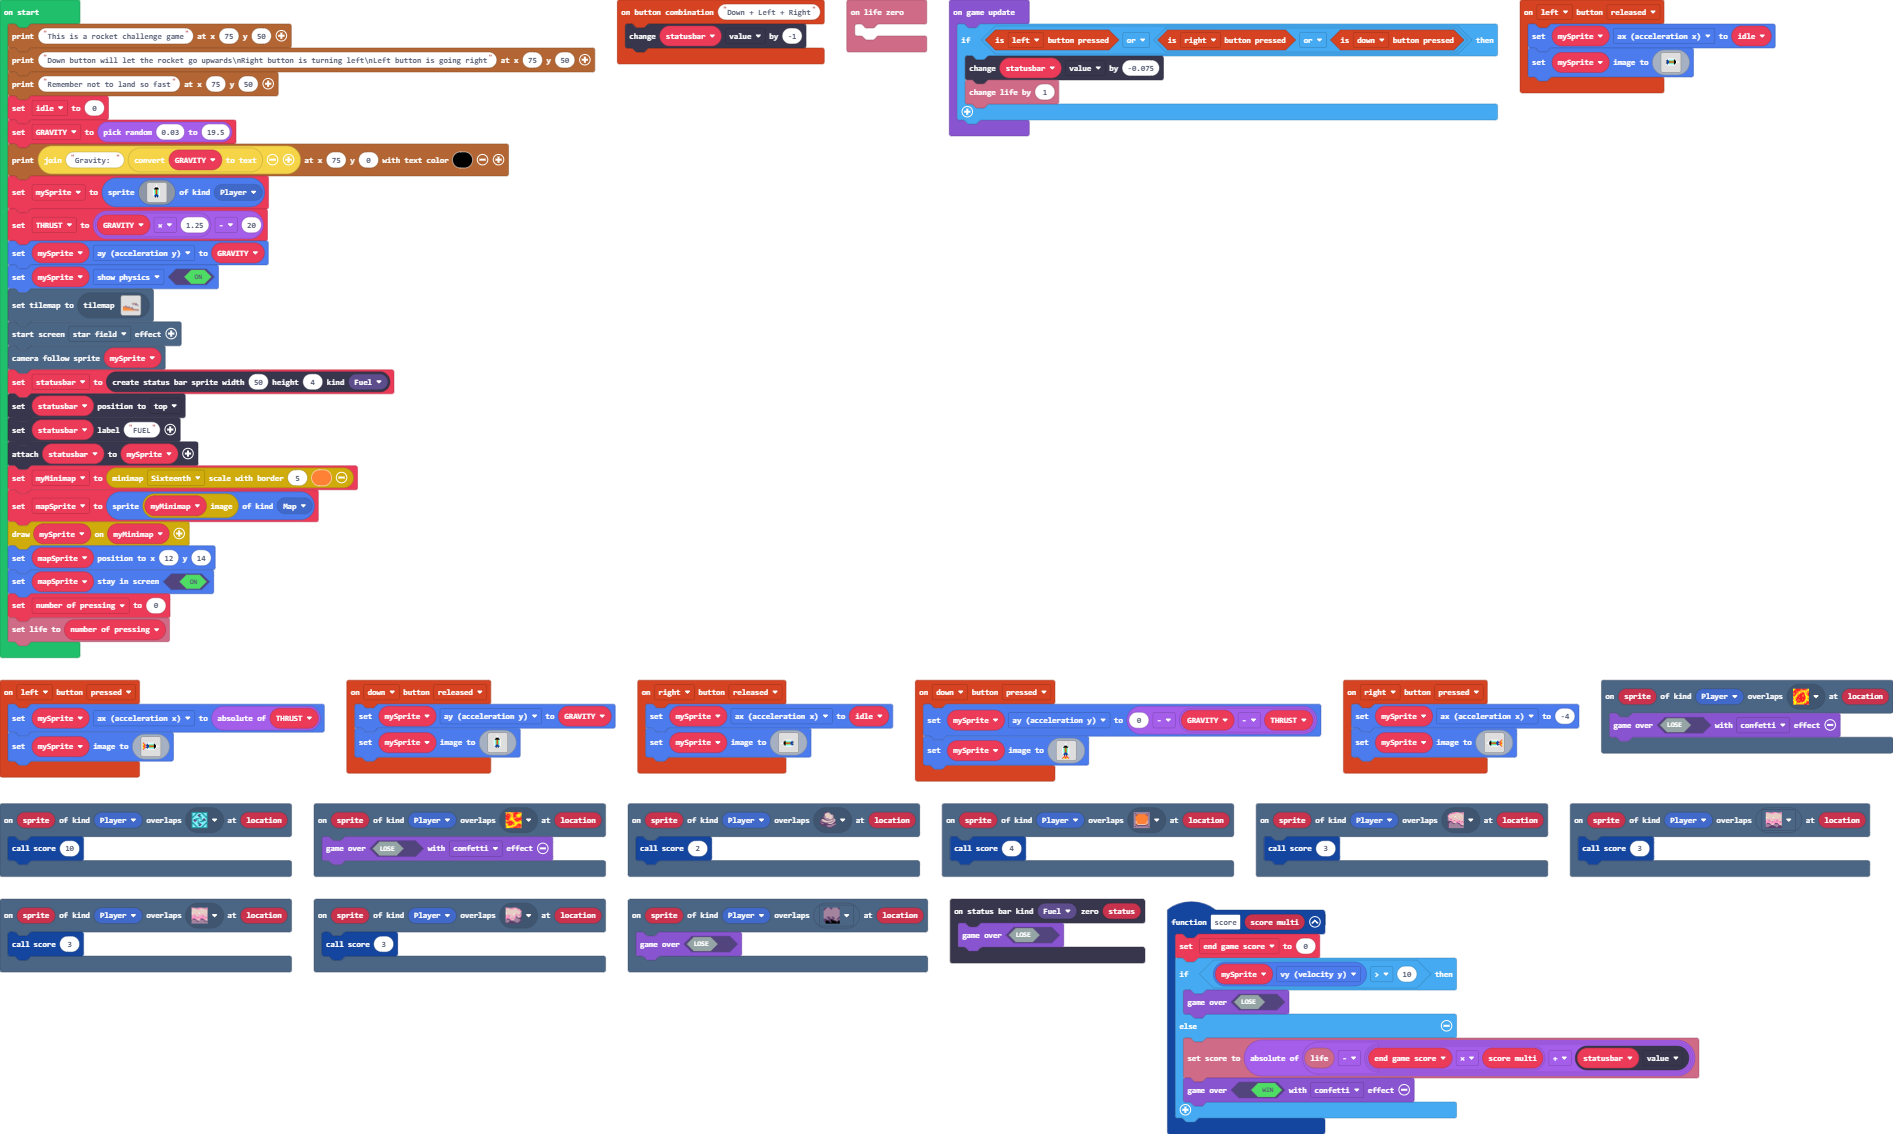 on start
print "This is a rocket challenge game" at x 75 y 50
print "Down button will let the rocket go upwards\nRight button is turning left\nLeft button is going right" at x 75 y 50
print "Remember not to land so fast" at x 75 y 50
set idle to 0
set GRAVITY to pick random 0.03 to 19.5
print join "Gravity: " convert GRAVITY to text at x 75 y 0 with text color
set mySprite to sprite of kind Player
set THRUST to GRAVITY × 1.25 - 20
set mySprite ay (acceleration y) to GRAVITY
set mySprite show physics ON
set tilemap to tilemap
start screen star field effect
camera follow sprite mySprite
set statusbar to create status bar sprite width 50 height 4 kind Fuel
set statusbar position to top
set statusbar label "FUEL"
attach statusbar to mySprite
set myMinimap to minimap Sixteenth scale with border 5
set mapSprite to sprite myMinimap image of kind Map
draw mySprite on myMinimap
set mapSprite position to x 12 y 14
set mapSprite stay in screen ON
set number of pressing to 0
set life to number of pressing
on button combination "Down + Left + Right"
change statusbar value by -1
on life zero
on game update
if is left button pressed or is right button pressed or is down button pressed then
change statusbar value by -0.075
change life by 1
on left button released
set mySprite ax (acceleration x) to idle
set mySprite image to
on left button pressed
set mySprite ax (acceleration x) to absolute of THRUST
set mySprite image to
on down button released
set mySprite ay (acceleration y) to GRAVITY
set mySprite image to
on right button released
set mySprite ax (acceleration x) to idle
set mySprite image to
on down button pressed
set mySprite ay (acceleration y) to 0 - GRAVITY - THRUST
set mySprite image to
on right button pressed
set mySprite ax (acceleration x) to -4
set mySprite image to
on sprite of kind Player overlaps at location
game over LOSE with confetti effect
on sprite of kind Player overlaps at location
call score 10
on sprite of kind Player overlaps at location
game over LOSE with confetti effect
on sprite of kind Player overlaps at location
call score 2
on sprite of kind Player overlaps at location
call score 4
on sprite of kind Player overlaps at location
call score 3
on sprite of kind Player overlaps at location
call score 3
on sprite of kind Player overlaps at location
call score 3
on sprite of kind Player overlaps at location
call score 3
on sprite of kind Player overlaps at location
game over LOSE
on status bar kind Fuel zero status
game over LOSE
function score score multi
set end game score to 0
if mySprite vy (velocity y) > 10 then
game over LOSE
else
set score to absolute of life - end game score × score multi ÷ statusbar value
game over WIN with confetti effect